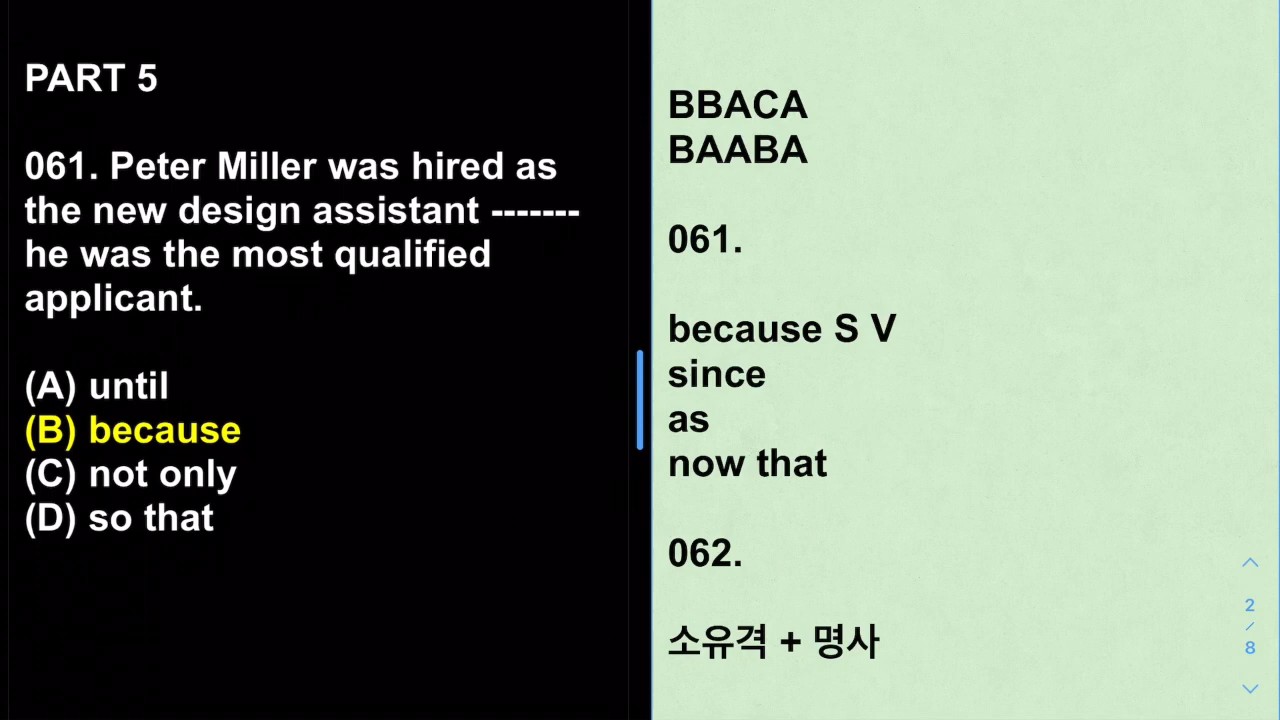 PART 5
061. Peter Miller was hired as
the new design assistant -------
he was the most qualified
applicant.
(A) until
(B) because
(C) not only
(D) so that
BBACA
BAABA
061.
because S V
since
as
now that
062.
소유격 + 명사
2
/
8